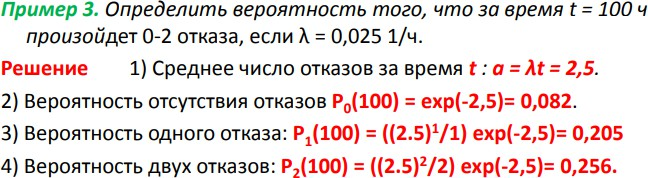 Пример 3. Определить вероятность того, что за время t = 100 ч
произойдет 0-2 отказа, если λ = 0,025 1/ч.
Решение 1) Среднее число отказов за время t : a = λt = 2,5.
2) Вероятность отсутствия отказов P₀(100) = exp(-2,5)= 0,082.
3) Вероятность одного отказа: P₁(100) = ((2.5)¹/1) exp(-2,5)= 0,205
4) Вероятность двух отказов: P₂(100) = ((2.5)²/2) exp(-2,5)= 0,256.